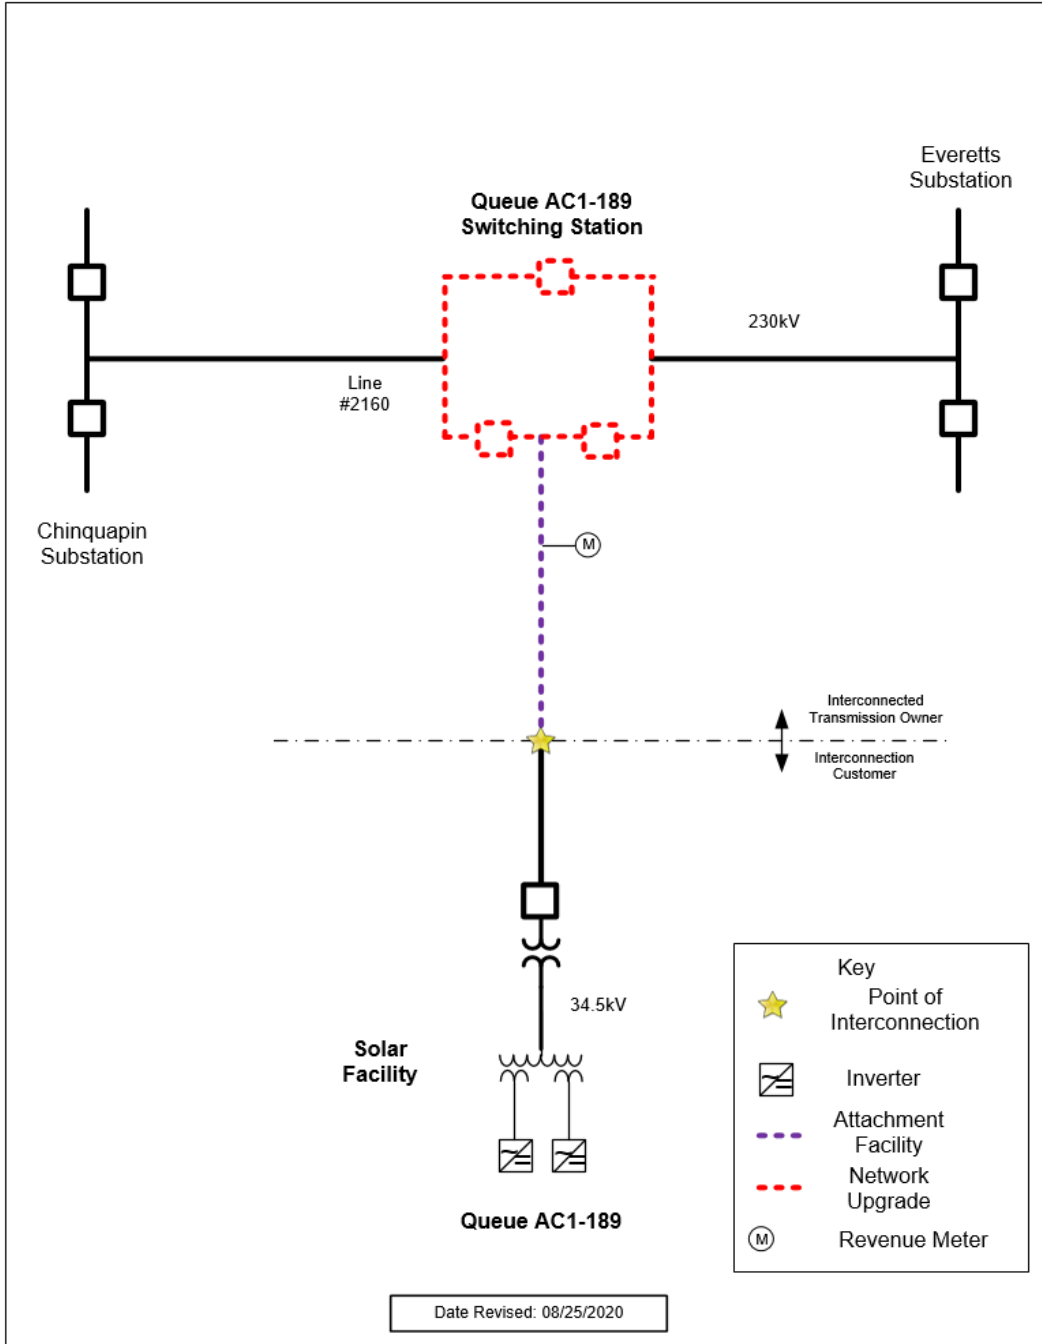 Everetts
Substation
Queue AC1-189
Switching Station
230kV
Line
#2160
Chinquapin
Substation
M
Interconnected
Transmission Owner
Interconnection
Customer
34.5kV
Solar
Facility
Queue AC1-189
Key
Point of
Interconnection
Inverter
Attachment
Facility
Network
Upgrade
M
Revenue Meter
Date Revised: 08/25/2020